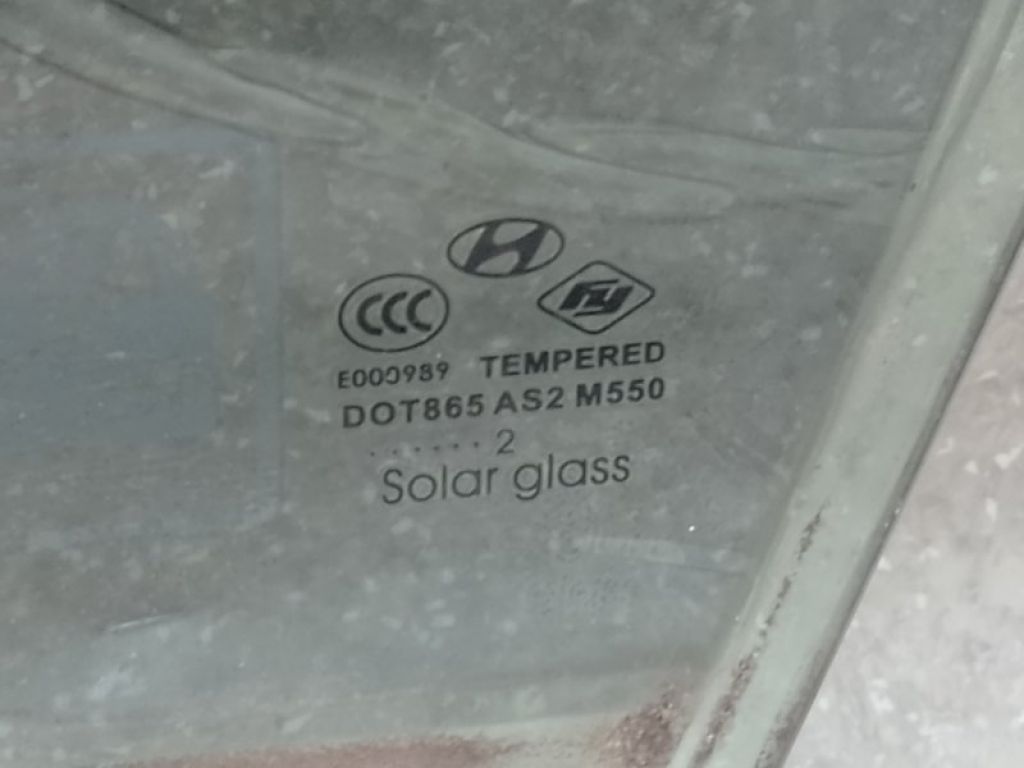 CCC
E000989 TEMPERED
DOT865 AS2 M550
. . . . . . 2
Solar glass